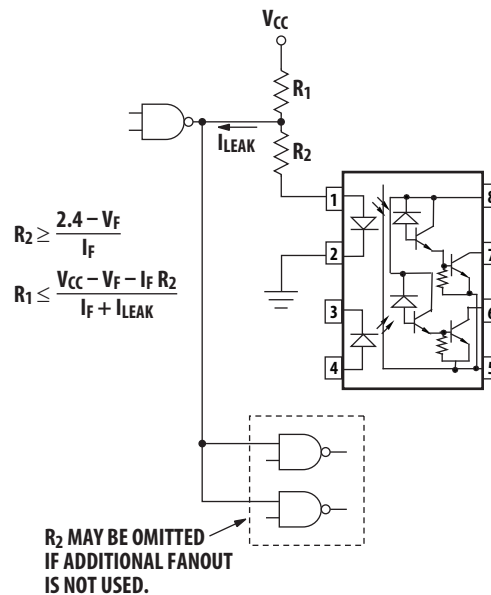 VCC
R1
ILEAK
R2
1
2
3
4
8
7
6
5
R2 ≥ 2.4 – VF / IF
R1 ≤ VCC – VF – IF R2 / IF + ILEAK
R2 MAY BE OMITTED
IF ADDITIONAL FANOUT
IS NOT USED.